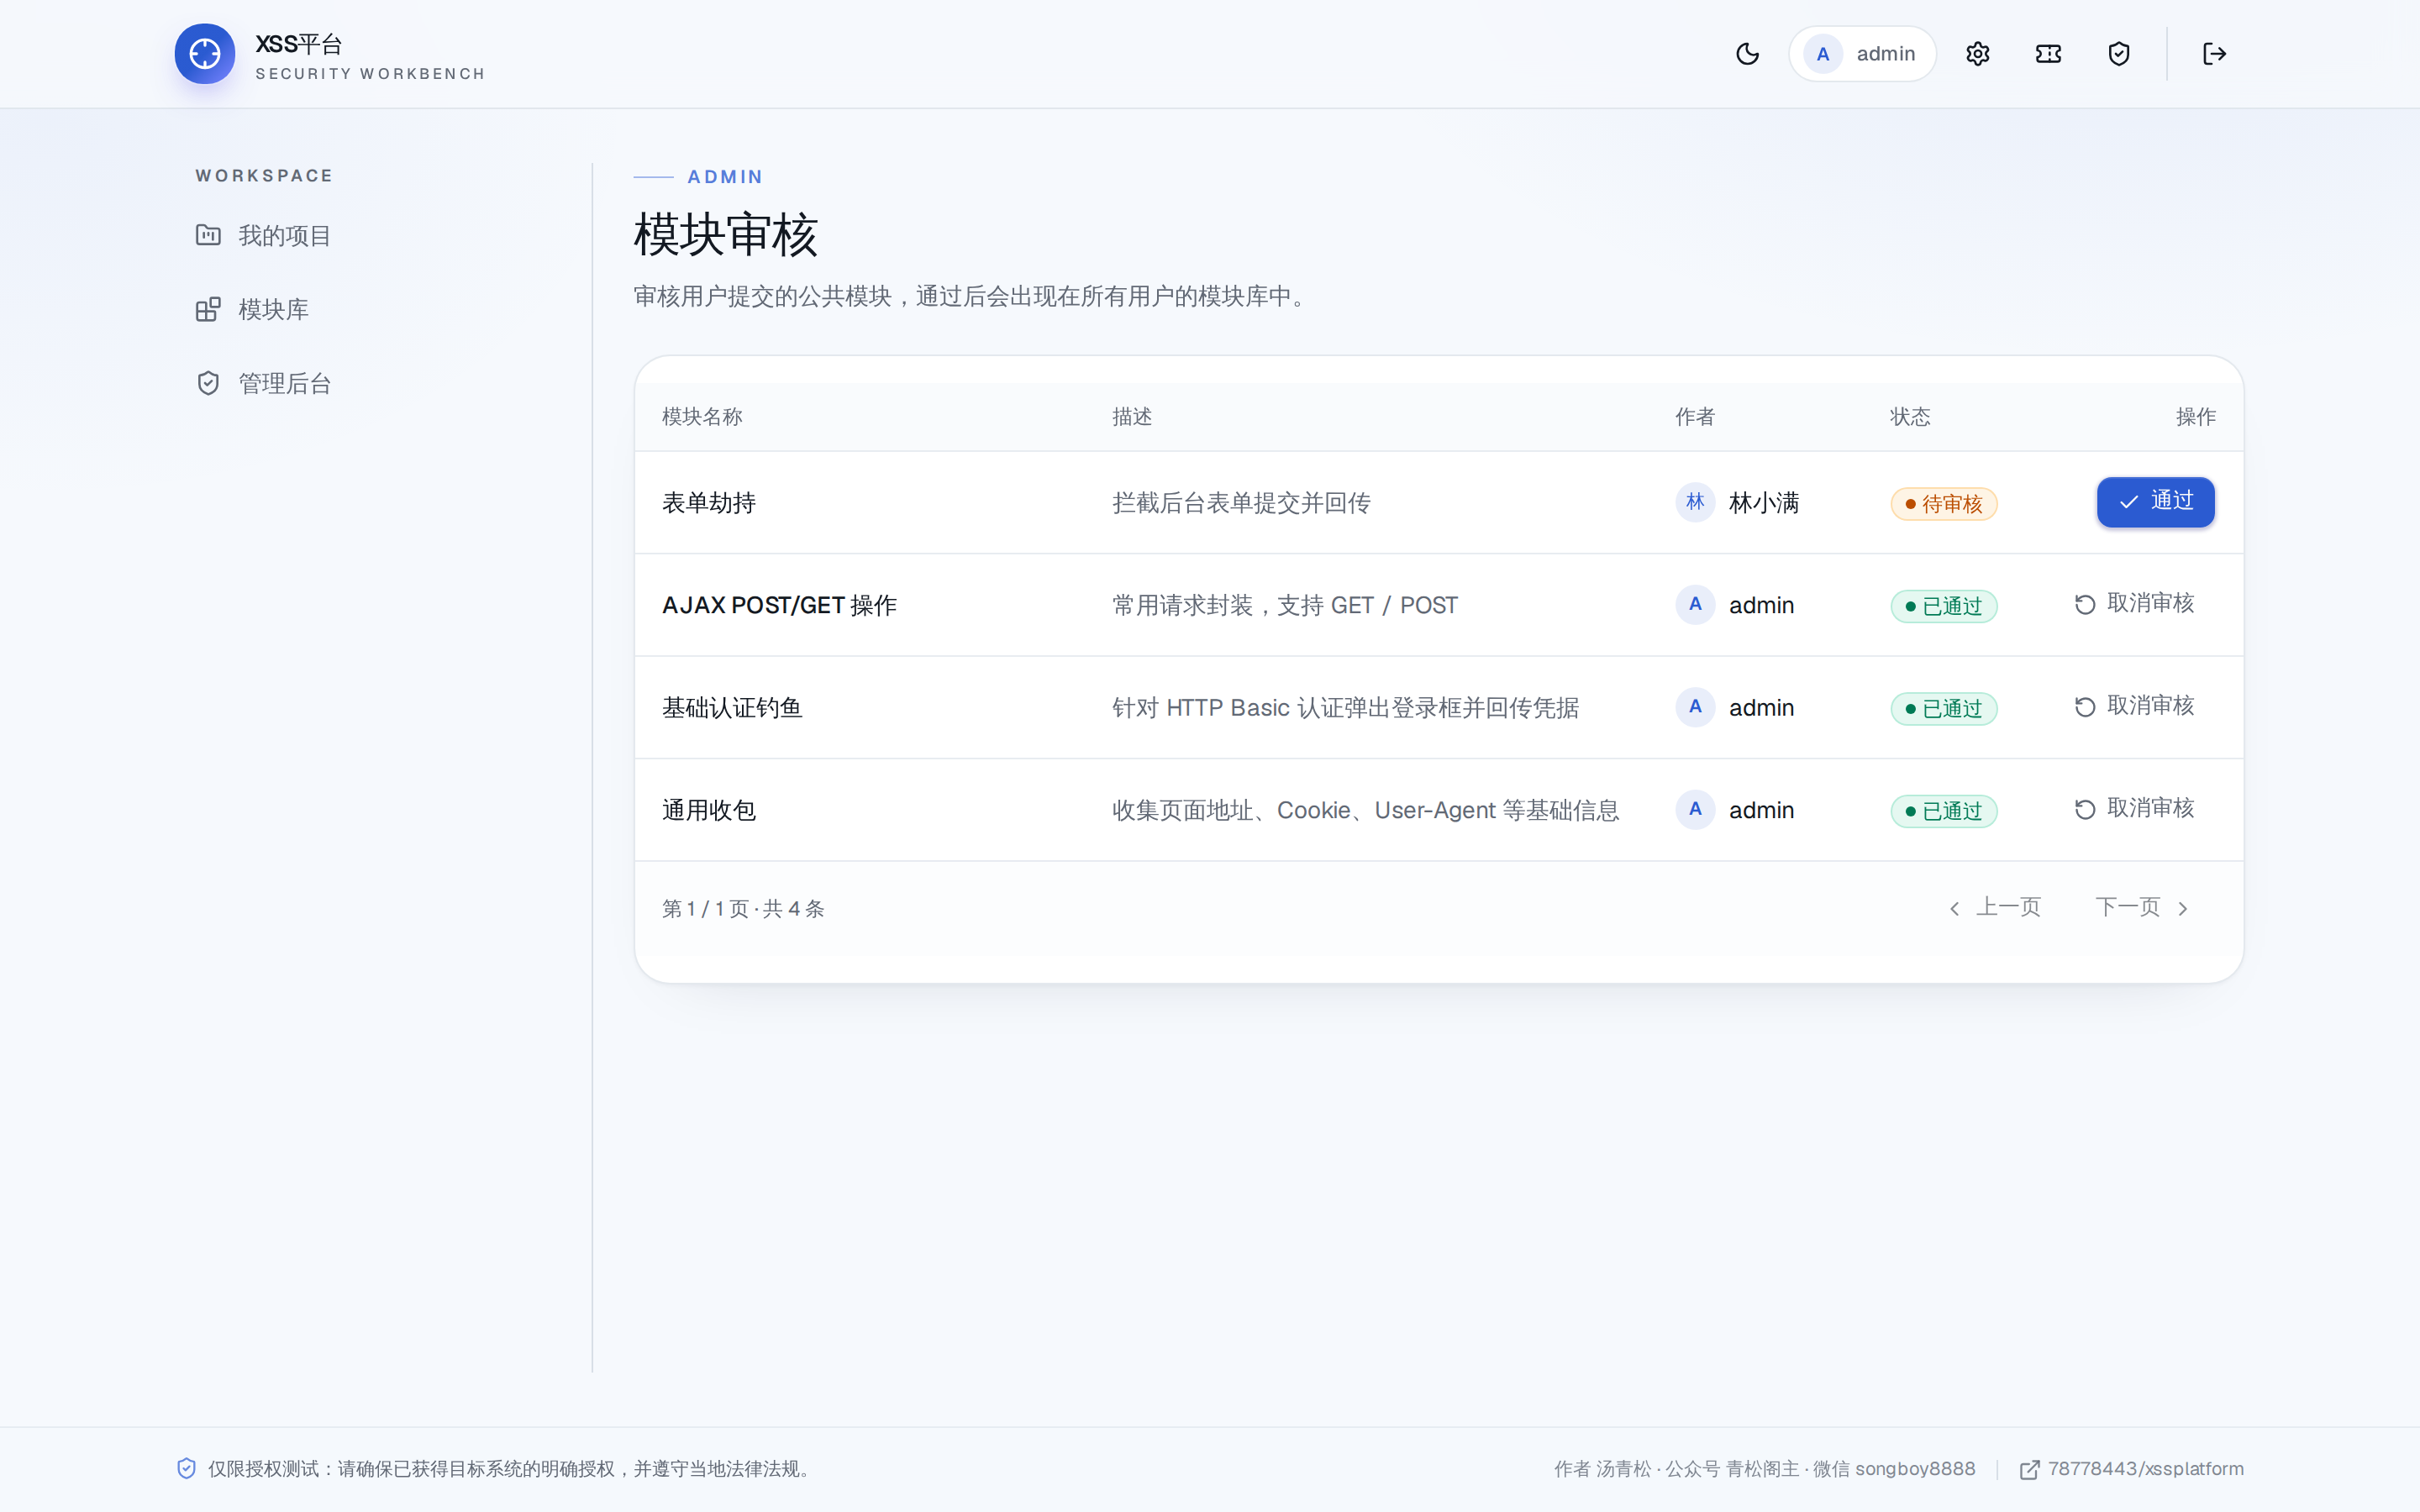 XSS平台
SECURITY WORKBENCH
A admin
WORKSPACE
我的项目
模块库
管理后台
ADMIN
模块审核
审核用户提交的公共模块，通过后会出现在所有用户的模块库中。
模块名称 描述 作者 状态 操作
表单劫持 拦截后台表单提交并回传 林 林小满 待审核 通过
AJAX POST/GET 操作 常用请求封装，支持 GET / POST A admin 已通过 取消审核
基础认证钓鱼 针对 HTTP Basic 认证弹出登录框并回传凭据 A admin 已通过 取消审核
通用收包 收集页面地址、Cookie、User-Agent 等基础信息 A admin 已通过 取消审核
第 1 / 1 页 · 共 4 条 上一页 下一页
仅限授权测试：请确保已获得目标系统的明确授权，并遵守当地法律法规。 作者 汤青松 · 公众号 青松阁主 · 微信 songboy8888 78778443/xssplatform